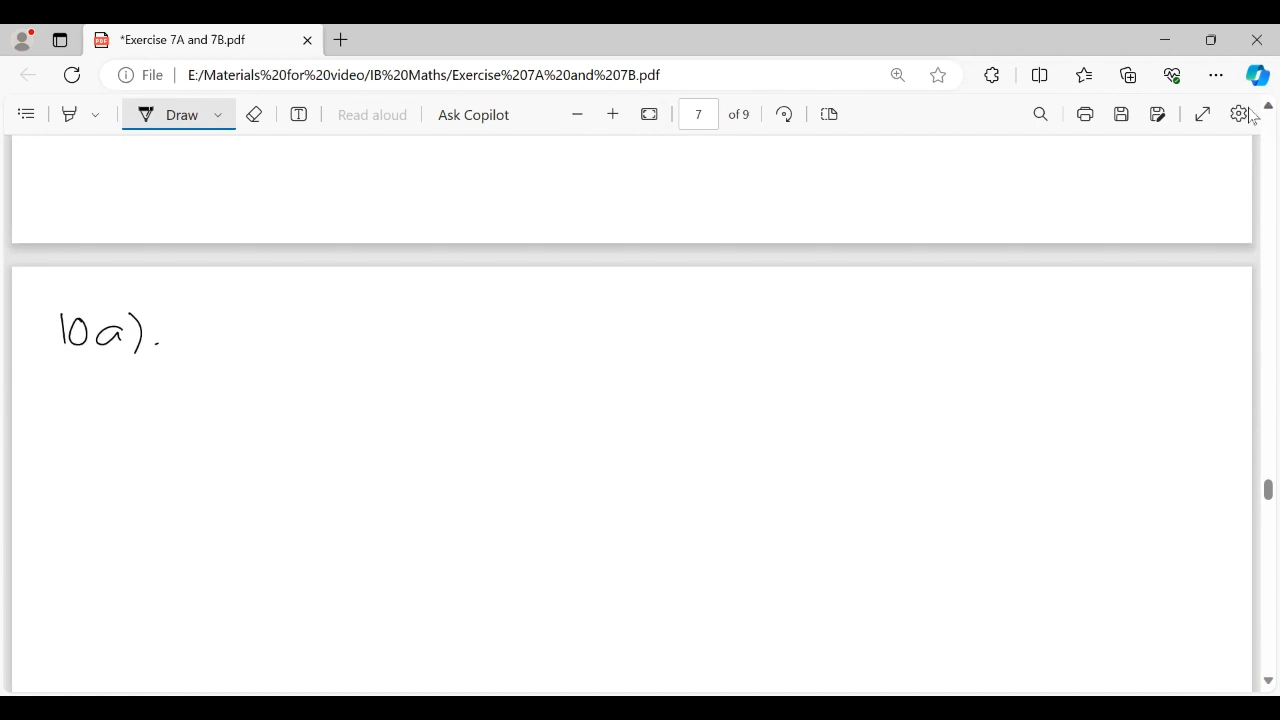 *Exercise 7A and 7B.pdf
File E:/Materials%20for%20video/IB%20Maths/Exercise%207A%20and%207B.pdf
Draw Read aloud Ask Copilot 7 of 9
10a).